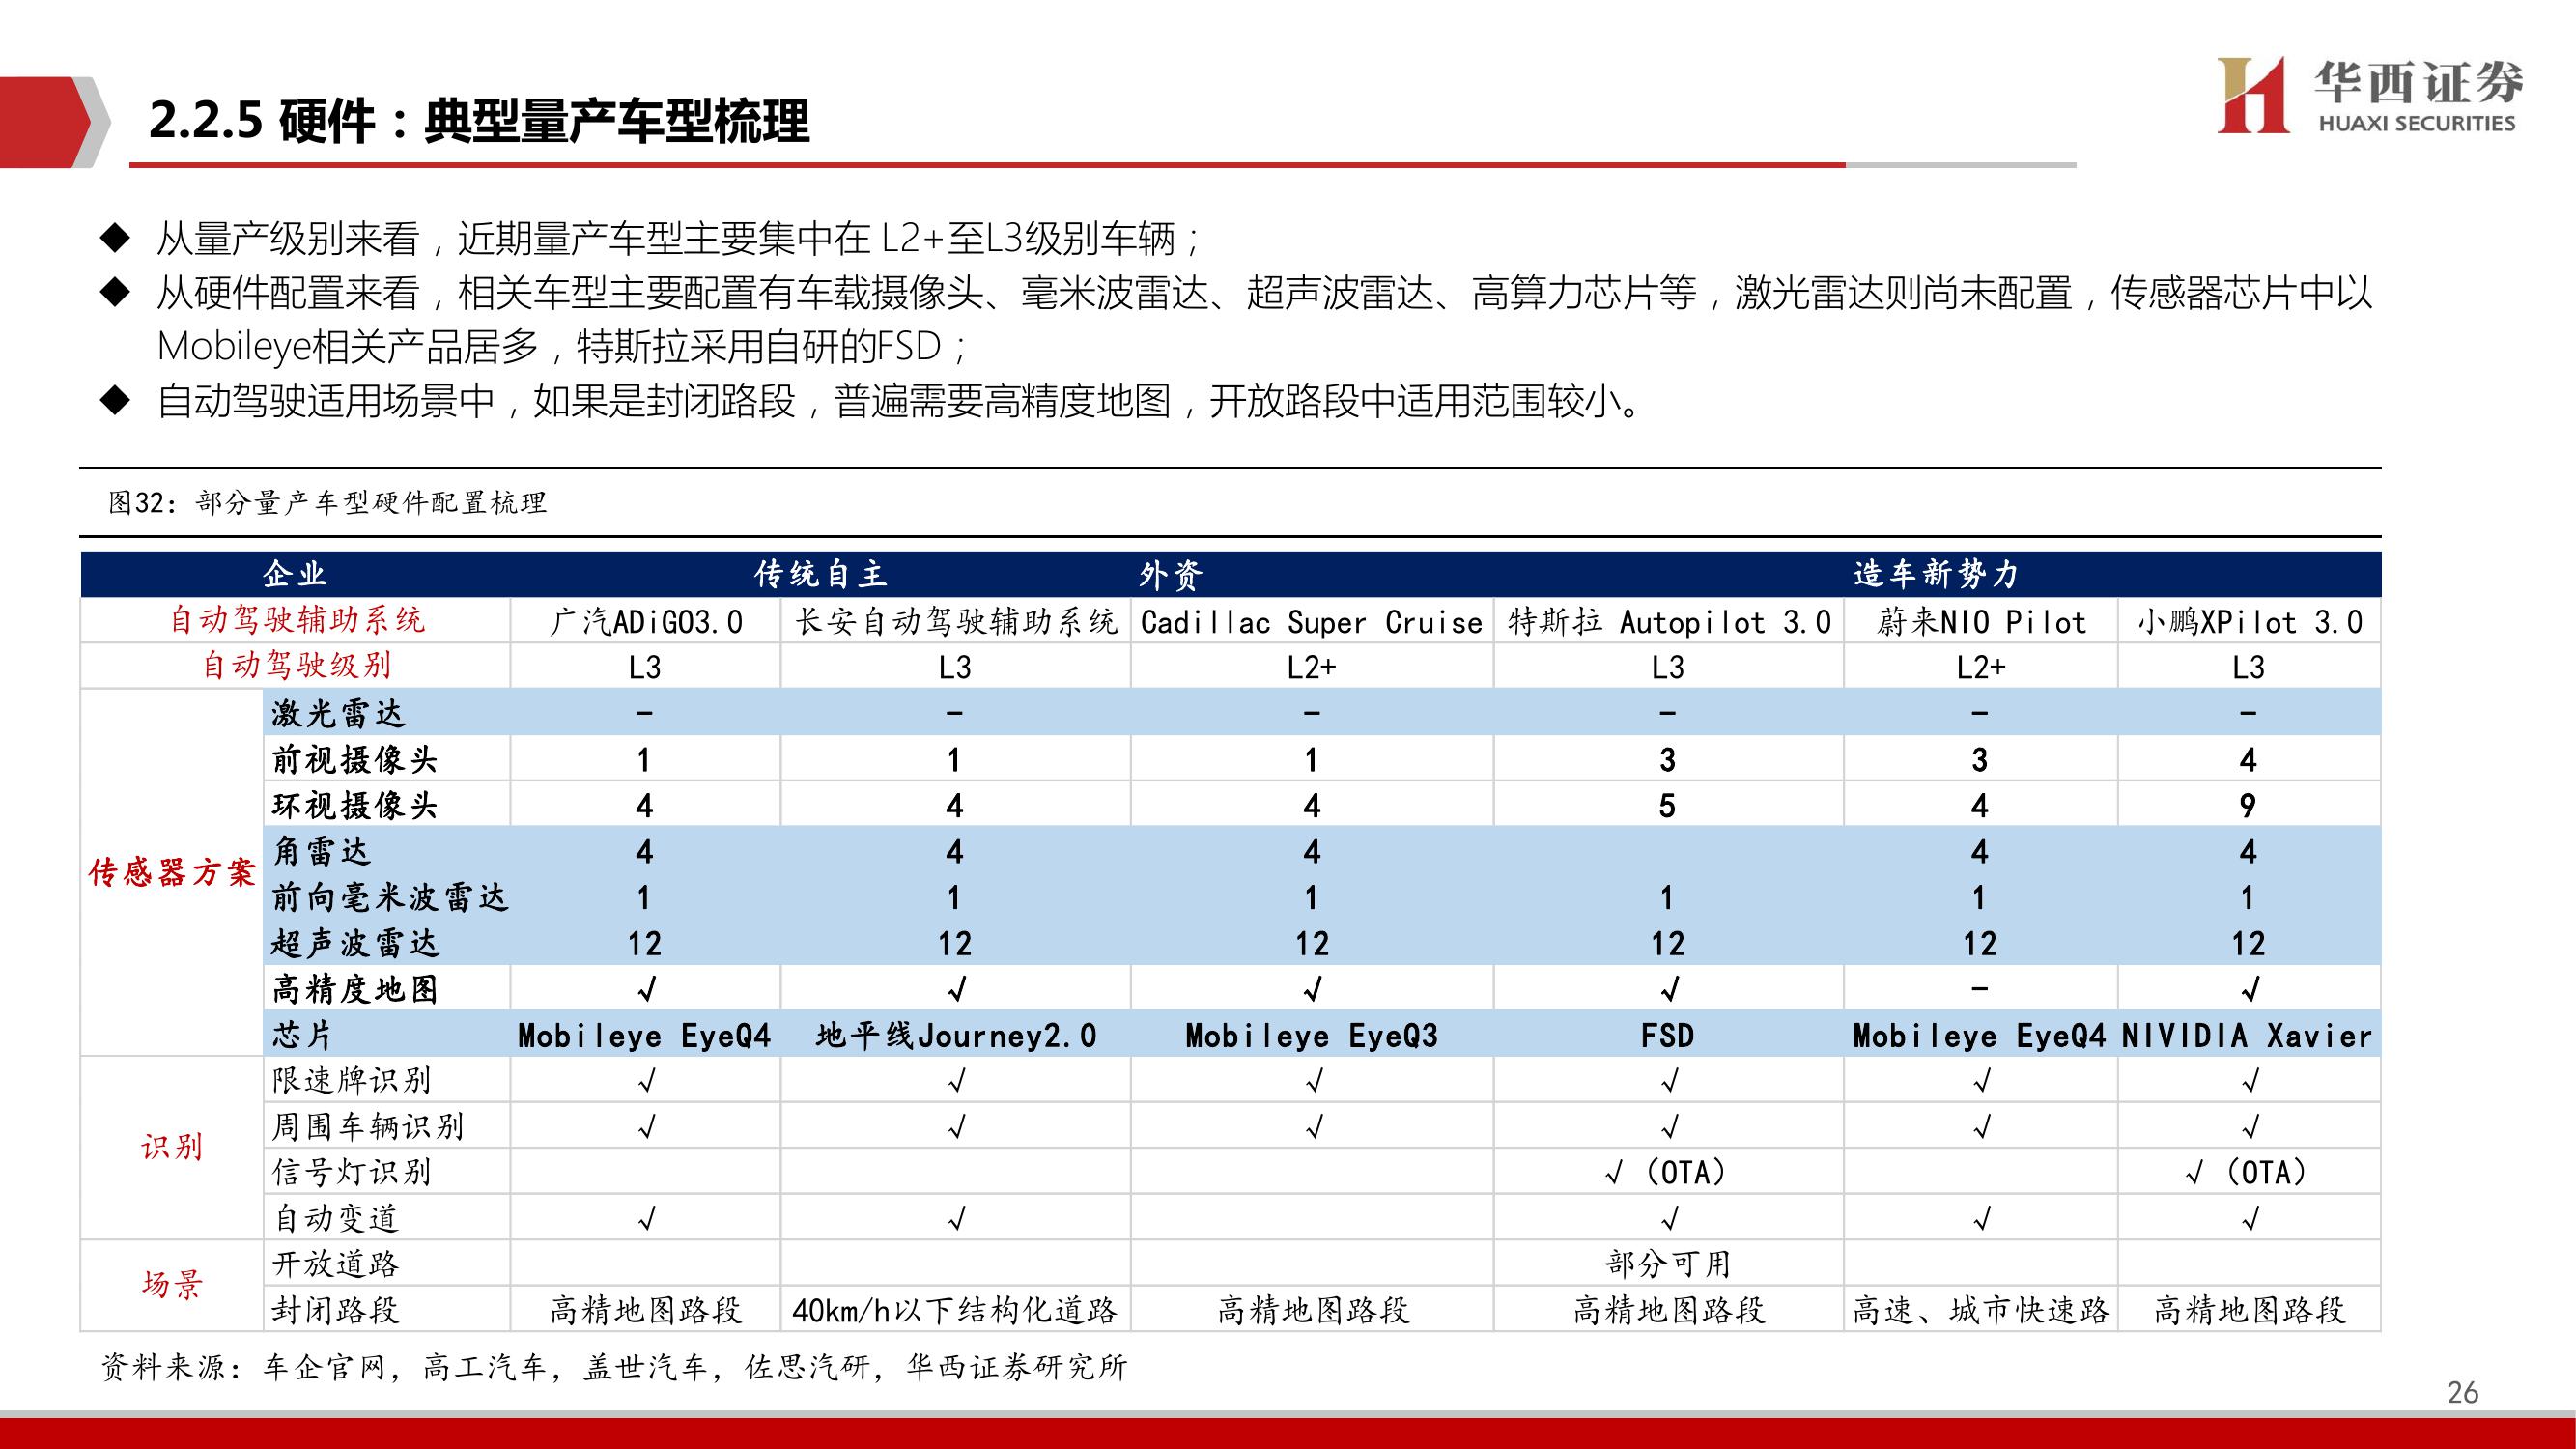 2.2.5 硬件：典型量产车型梳理
华西证券
HUAXI SECURITIES
◆ 从量产级别来看，近期量产车型主要集中在 L2+至L3级别车辆；
◆ 从硬件配置来看，相关车型主要配置有车载摄像头、毫米波雷达、超声波雷达、高算力芯片等，激光雷达则尚未配置，传感器芯片中以
Mobileye相关产品居多，特斯拉采用自研的FSD；
◆ 自动驾驶适用场景中，如果是封闭路段，普遍需要高精度地图，开放路段中适用范围较小。
图32：部分量产车型硬件配置梳理
企业 传统自主 外资 造车新势力
自动驾驶辅助系统 广汽ADiGO3.0 长安自动驾驶辅助系统 Cadillac Super Cruise 特斯拉 Autopilot 3.0 蔚来NIO Pilot 小鹏XPilot 3.0
自动驾驶级别 L3 L3 L2+ L3 L2+ L3
传感器方案
激光雷达 - - - - - -
前视摄像头 1 1 1 3 3 4
环视摄像头 4 4 4 5 4 9
角雷达 4 4 4 4 4
前向毫米波雷达 1 1 1 1 1 1
超声波雷达 12 12 12 12 12 12
高精度地图 √ √ √ √ - √
芯片 Mobileye EyeQ4 地平线Journey2.0 Mobileye EyeQ3 FSD Mobileye EyeQ4 NIVIDIA Xavier
识别
限速牌识别 √ √ √ √ √ √
周围车辆识别 √ √ √ √ √ √
信号灯识别 √（OTA） √（OTA）
自动变道 √ √ √ √ √
场景
开放道路 部分可用
封闭路段 高精地图路段 40km/h以下结构化道路 高精地图路段 高精地图路段 高速、城市快速路 高精地图路段
资料来源：车企官网，高工汽车，盖世汽车，佐思汽研，华西证券研究所
26